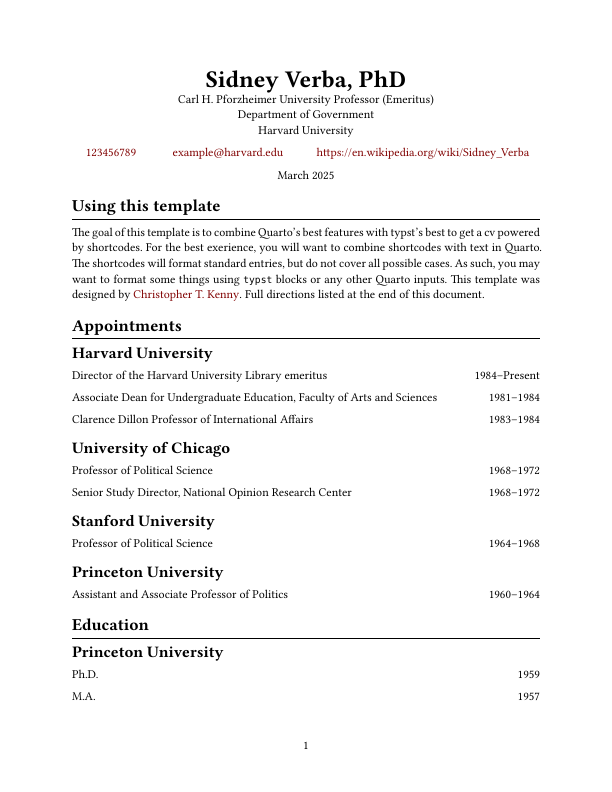 Sidney Verba, PhD
Carl H. Pforzheimer University Professor (Emeritus)
Department of Government
Harvard University
123456789 example@harvard.edu https://en.wikipedia.org/wiki/Sidney_Verba
March 2025
Using this template
The goal of this template is to combine Quarto's best features with typst's best to get a cv powered
by shortcodes. For the best exerience, you will want to combine shortcodes with text in Quarto.
The shortcodes will format standard entries, but do not cover all possible cases. As such, you may
want to format some things using typst blocks or any other Quarto inputs. This template was
designed by Christopher T. Kenny. Full directions listed at the end of this document.
Appointments
Harvard University
Director of the Harvard University Library emeritus 1984–Present
Associate Dean for Undergraduate Education, Faculty of Arts and Sciences 1981–1984
Clarence Dillon Professor of International Affairs 1983–1984
University of Chicago
Professor of Political Science 1968–1972
Senior Study Director, National Opinion Research Center 1968–1972
Stanford University
Professor of Political Science 1964–1968
Princeton University
Assistant and Associate Professor of Politics 1960–1964
Education
Princeton University
Ph.D. 1959
M.A. 1957
1